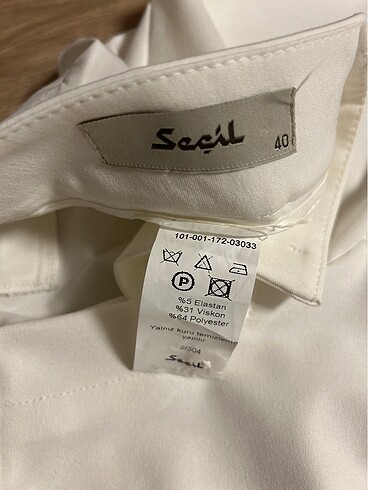 Seçil
40
101-001-172-03033
P
%5 Elastan
%31 Viskon
%64 Polyester
Yalnız kuru temizleme
yapılır
Seçil